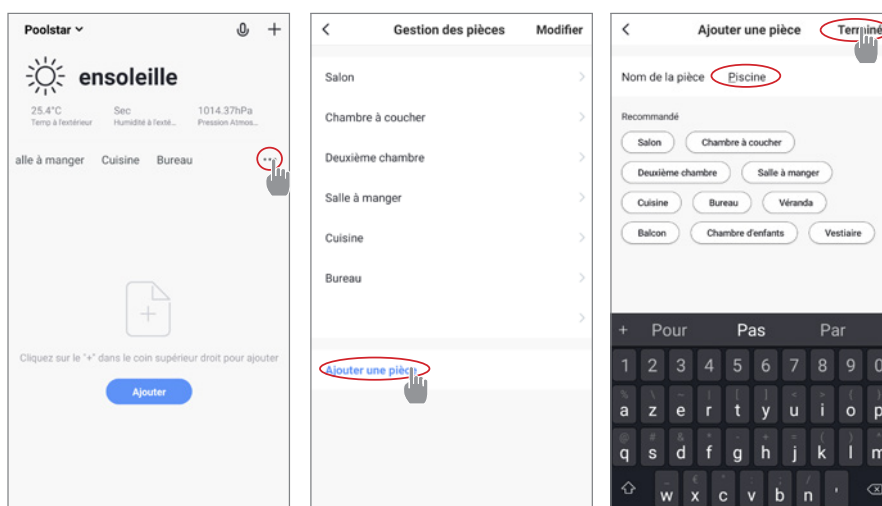 Poolstar
ensoleille
25.4°C Sec 1014.37hPa
Temp à l'extérieur Humidité à l'exté... Pression Atmos...
alle à manger Cuisine Bureau ...
Cliquez sur le "+" dans le coin supérieur droit pour ajouter
Ajouter
Gestion des pièces Modifier
Salon
Chambre à coucher
Deuxième chambre
Salle à manger
Cuisine
Bureau
Ajouter une pièce
Ajouter une pièce Terminé
Nom de la pièce Piscine
Recommandé
Salon Chambre à coucher
Deuxième chambre Salle à manger
Cuisine Bureau Véranda
Balcon Chambre d'enfants Vestiaire
+ Pour Pas Par
1 2 3 4 5 6 7 8 9 0
a z e r t y u i o p
q s d f g h j k l m
w x c v b n '